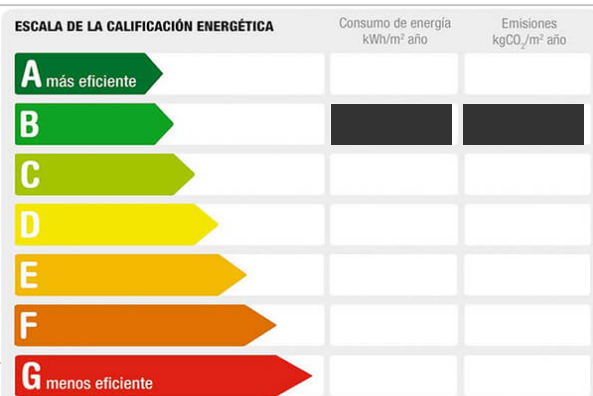 ESCALA DE LA CALIFICACIÓN ENERGÉTICA
Consumo de energía
kWh/m² año
Emisiones
kgCO₂/m² año
A más eficiente
B
C
D
E
F
G menos eficiente